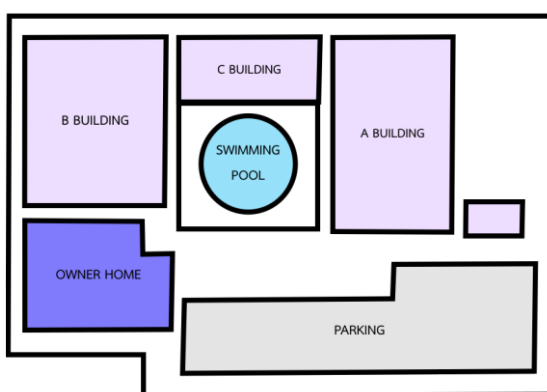 C BUILDING
B BUILDING
A BUILDING
SWIMMING
POOL
OWNER HOME
PARKING